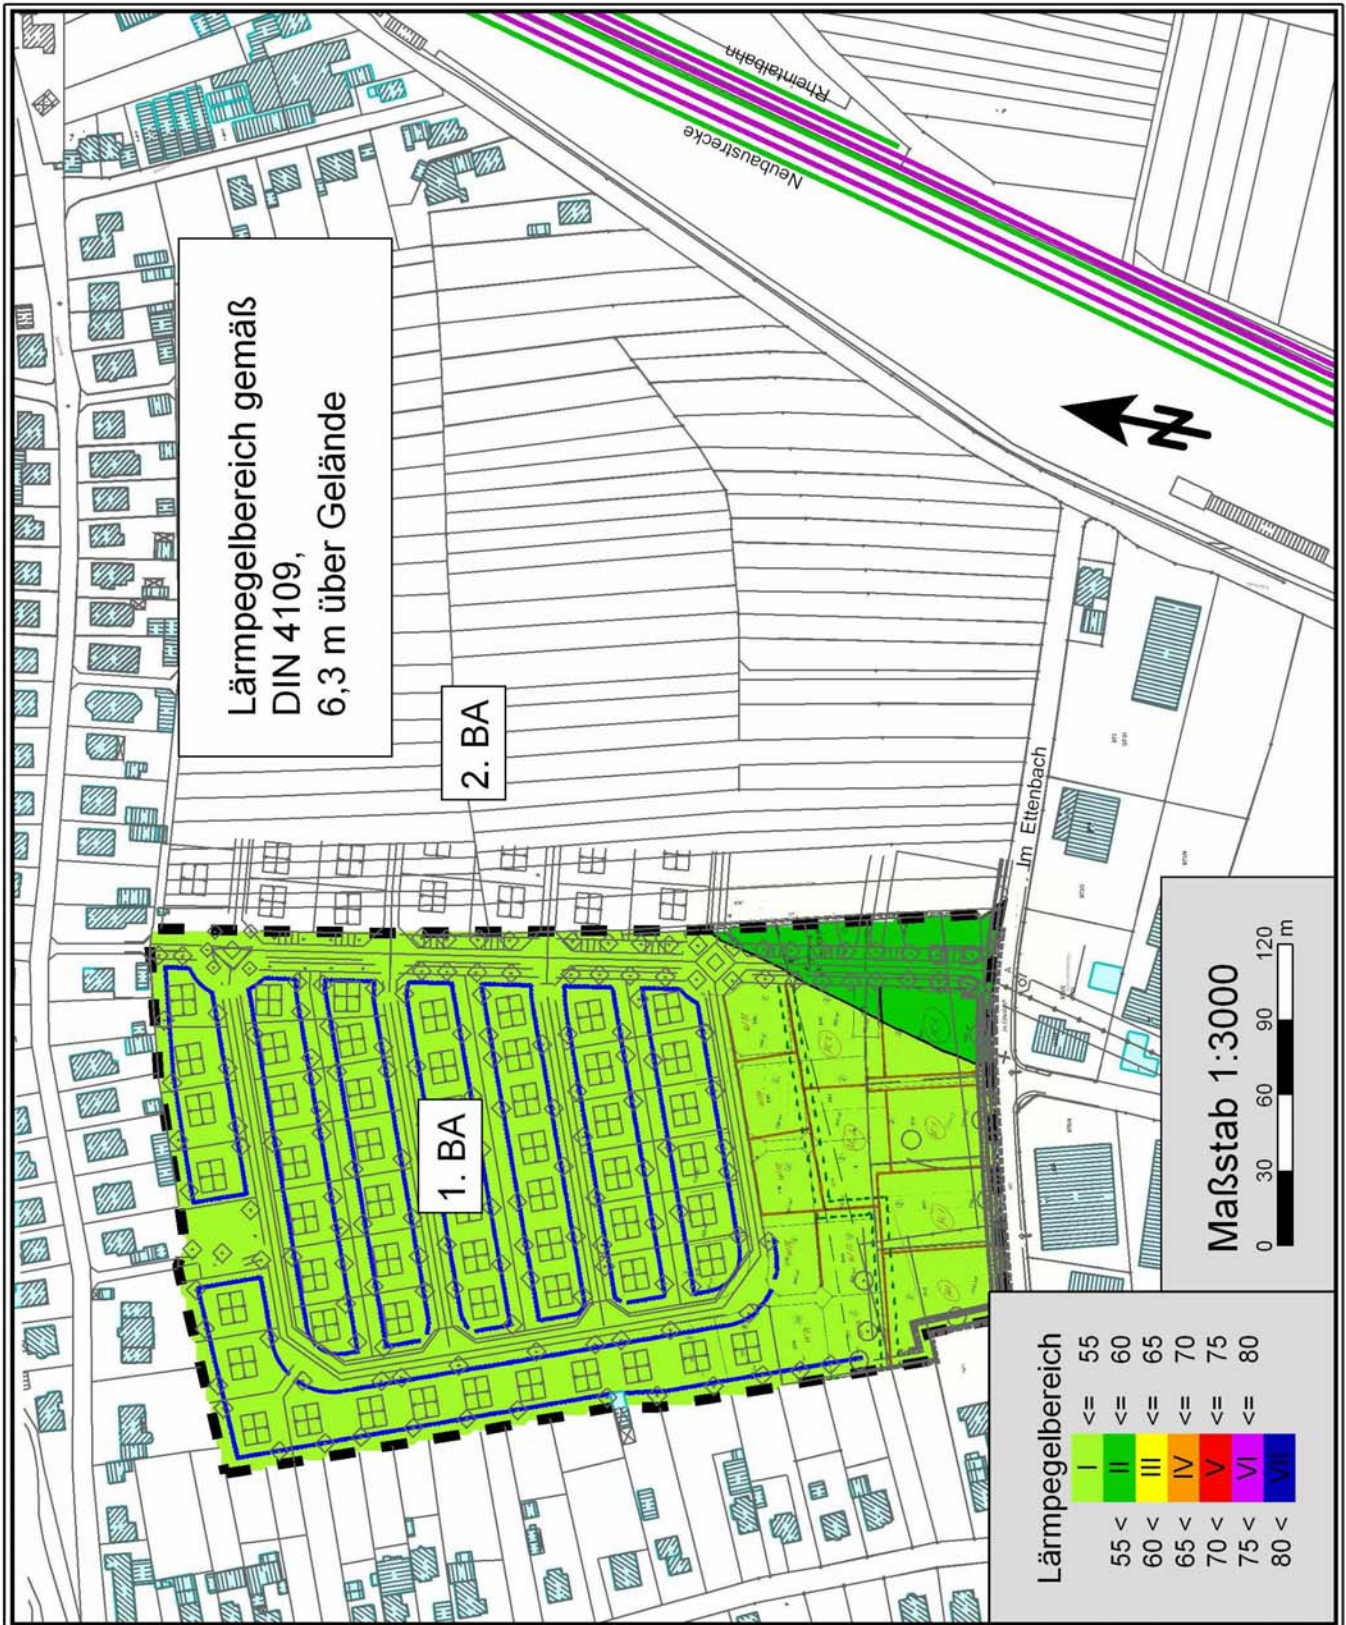 Lärmpegelbereich gemäß
DIN 4109,
6,3 m über Gelände
Rheintalbahn
Neubaustrecke
2. BA
1. BA
Im Ettenbach
N
Maßstab 1:3000
0 30 60 90 120
m
Lärmpegelbereich
I <= 55
55 < II <= 60
60 < III <= 65
65 < IV <= 70
70 < V <= 75
75 < VI <= 80
80 < VII